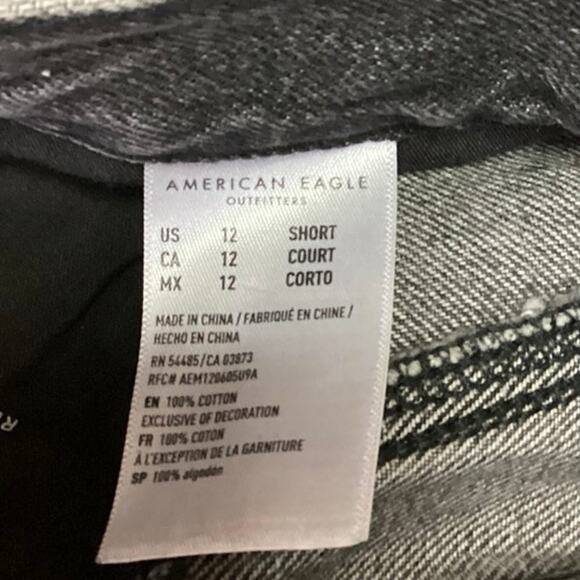 AMERICAN EAGLE
OUTFITTERS
US 12 SHORT
CA 12 COURT
MX 12 CORTO
MADE IN CHINA / FABRIQUÉ EN CHINE /
HECHO EN CHINA
RN 54485/CA 03873
RFC# AEM120605U9A
EN 100% COTTON
EXCLUSIVE OF DECORATION
FR 100% COTON
À L'EXCEPTION DE LA GARNITURE
SP 100% algodón